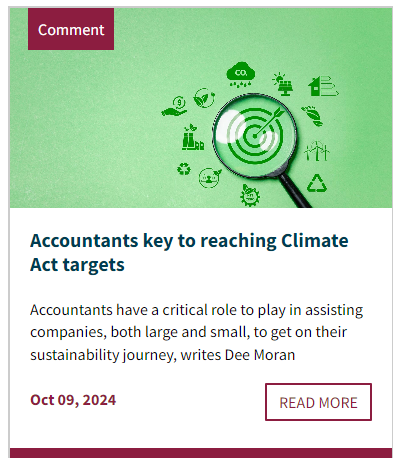 Comment
CO₂
Accountants key to reaching Climate
Act targets
Accountants have a critical role to play in assisting
companies, both large and small, to get on their
sustainability journey, writes Dee Moran
Oct 09, 2024
READ MORE